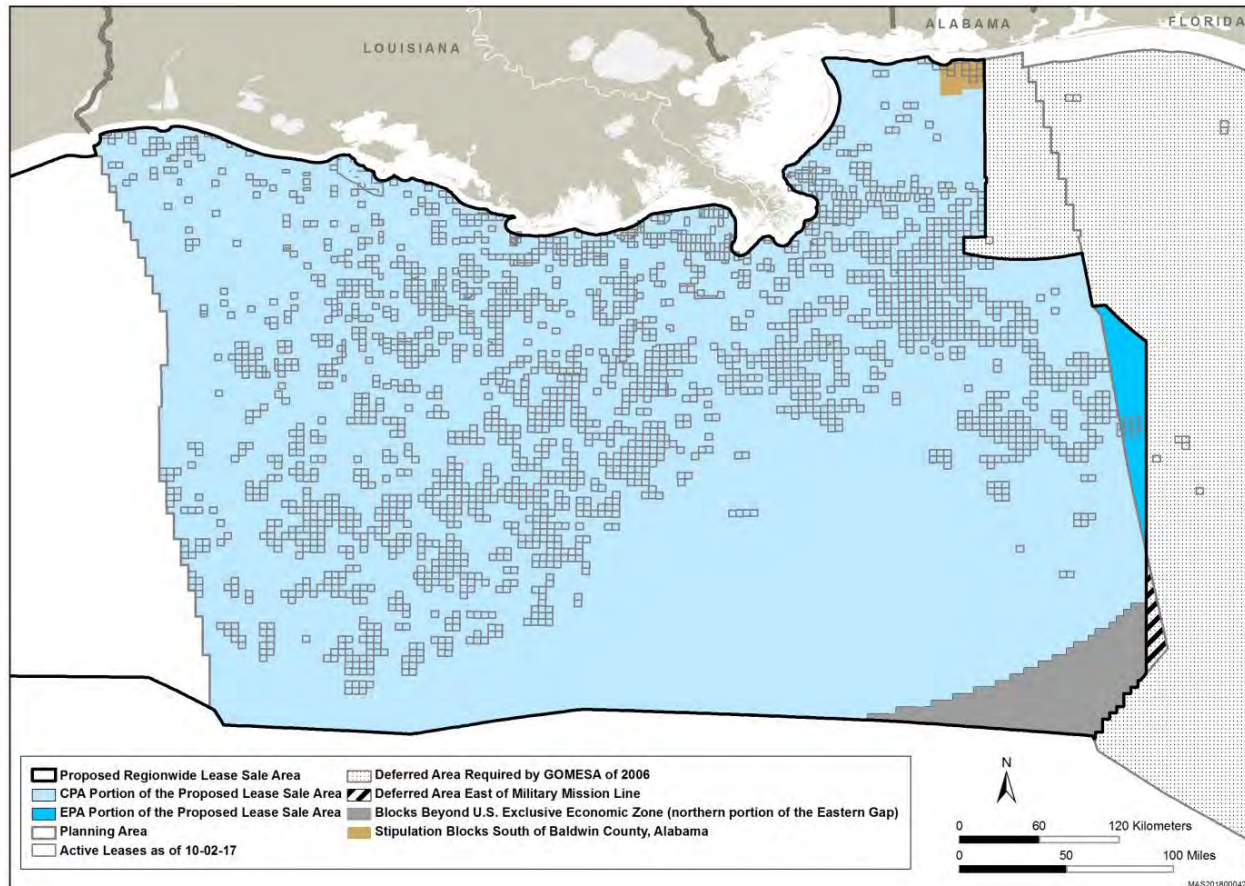 ALABAMA
FLORIDA
LOUISIANA
Proposed Regionwide Lease Sale Area
CPA Portion of the Proposed Lease Sale Area
EPA Portion of the Proposed Lease Sale Area
Planning Area
Active Leases as of 10-02-17
Deferred Area Required by GOMESA of 2006
Deferred Area East of Military Mission Line
Blocks Beyond U.S. Exclusive Economic Zone (northern portion of the Eastern Gap)
Stipulation Blocks South of Baldwin County, Alabama
N
0 60 120 Kilometers
0 50 100 Miles
MAS201800042